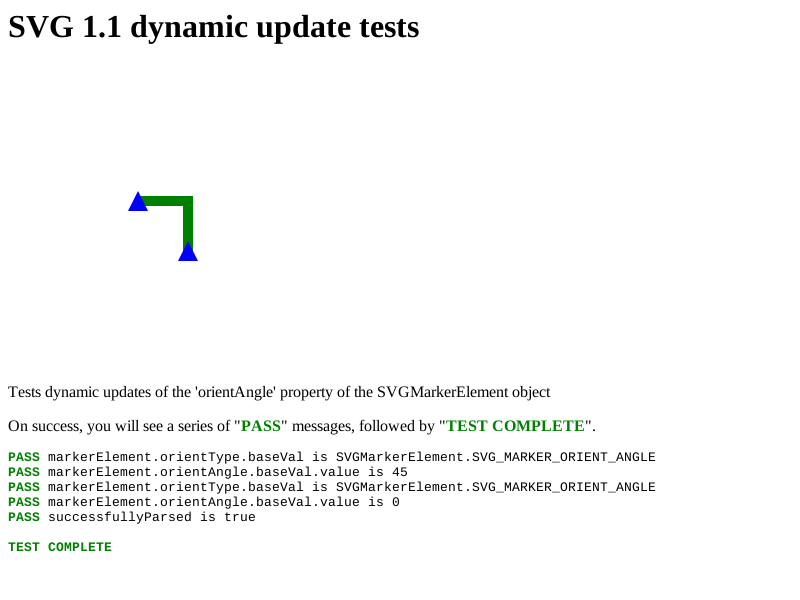 SVG 1.1 dynamic update tests
Tests dynamic updates of the 'orientAngle' property of the SVGMarkerElement object
On success, you will see a series of "PASS" messages, followed by "TEST COMPLETE".
PASS markerElement.orientType.baseVal is SVGMarkerElement.SVG_MARKER_ORIENT_ANGLE
PASS markerElement.orientAngle.baseVal.value is 45
PASS markerElement.orientType.baseVal is SVGMarkerElement.SVG_MARKER_ORIENT_ANGLE
PASS markerElement.orientAngle.baseVal.value is 0
PASS successfullyParsed is true
TEST COMPLETE